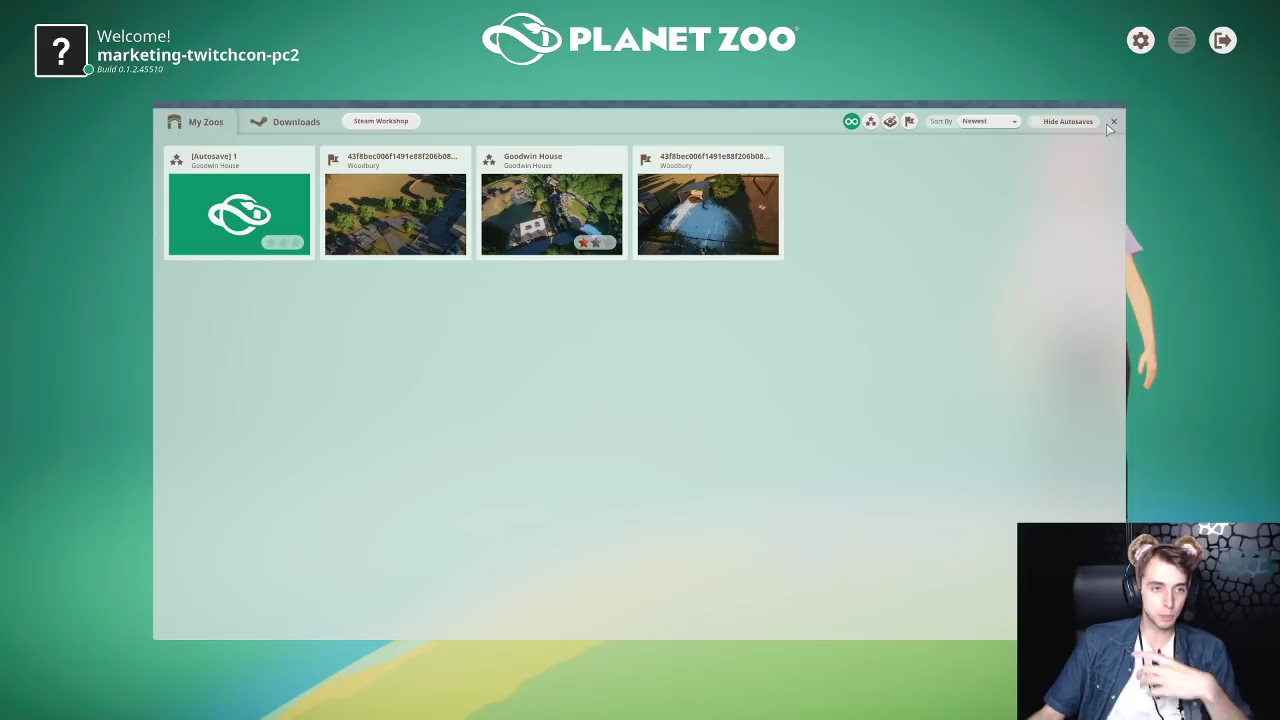 ?
Welcome!
marketing-twitchcon-pc2
Build 0.1.2.45510
PLANET ZOO
My Zoos
Downloads
Steam Workshop
Sort By
Newest
Hide Autosaves
[Autosave] 1
Goodwin House
43f8bec006f1491e88f206b08...
Woodbury
Goodwin House
Goodwin House
43f8bec006f1491e88f206b08...
Woodbury